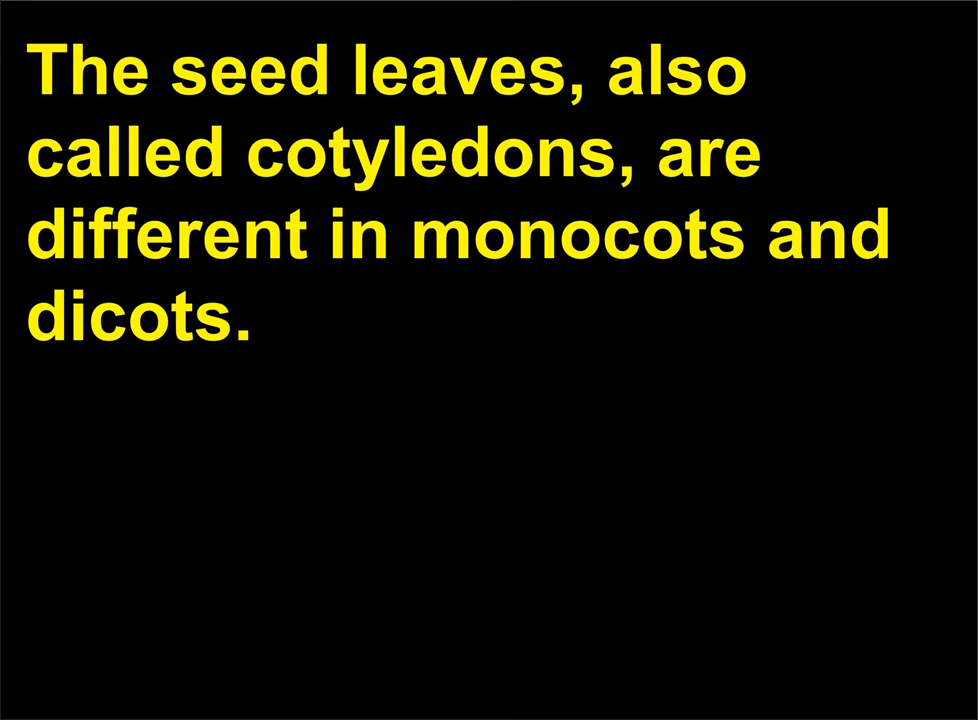 The seed leaves, also
called cotyledons, are
different in monocots and
dicots.